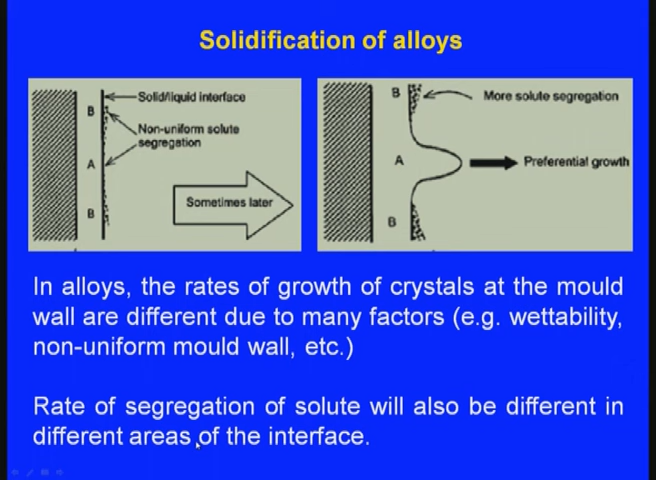 Solidification of alloys
B
Solid/liquid interface
Non-uniform solute
segregation
A
B
Sometimes later
B
More solute segregation
A
Preferential growth
B
In alloys, the rates of growth of crystals at the mould
wall are different due to many factors (e.g. wettability,
non-uniform mould wall, etc.)
Rate of segregation of solute will also be different in
different areas of the interface.